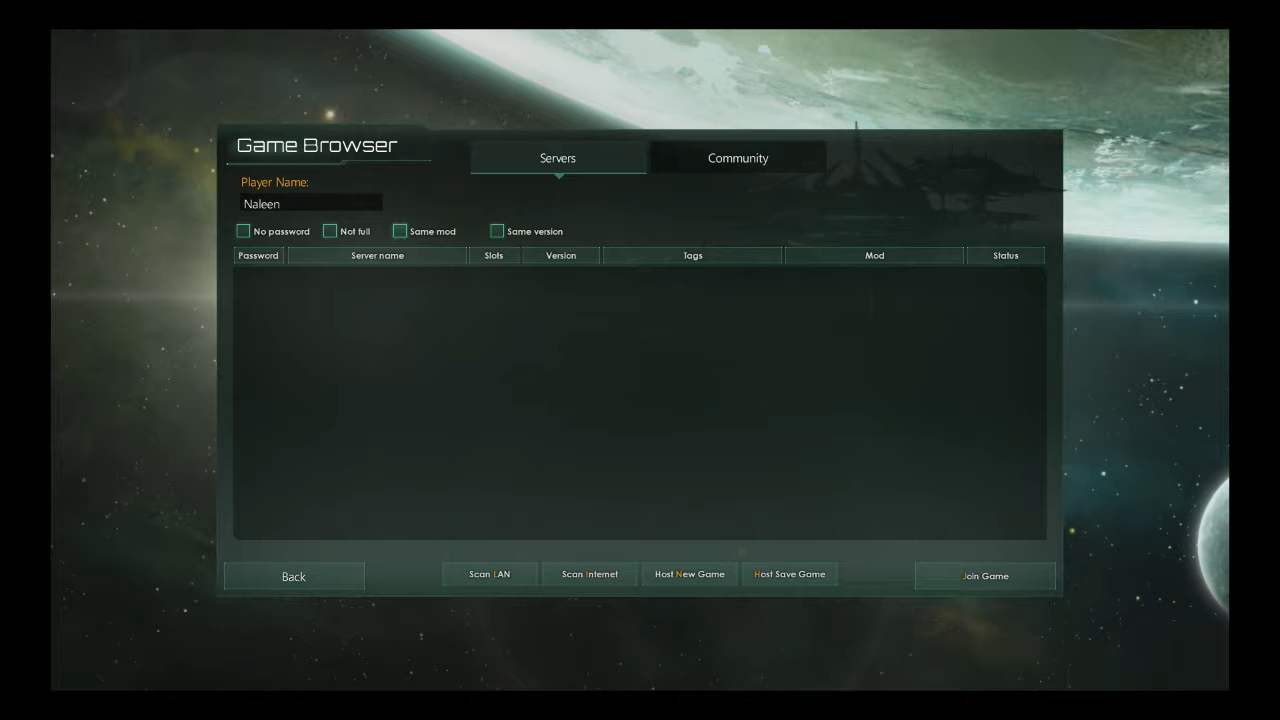 Game Browser
Servers
Community
Player Name:
Naleen
No password
Not full
Same mod
Same version
Password
Server name
Slots
Version
Tags
Mod
Status
Back
Scan LAN
Scan Internet
Host New Game
Host Save Game
Join Game